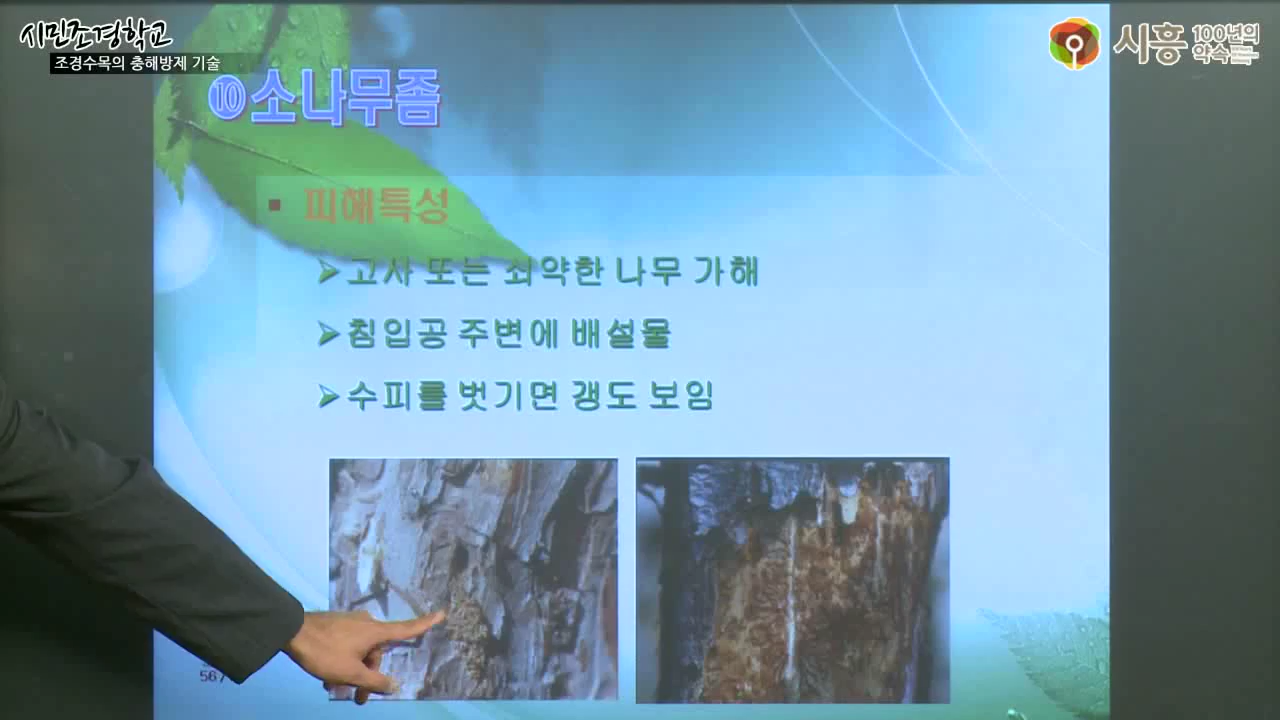 시민조경학교
조경수목의 충해방제 기술
시흥 100년의 약속
⑩소나무좀
▪ 피해특성
➢고사 또는 쇠약한 나무 가해
➢침입공 주변에 배설물
➢수피를 벗기면 갱도 보임
56/